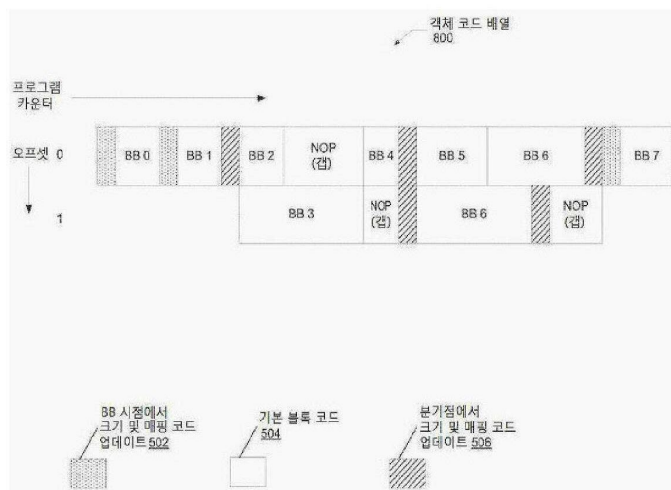 객체 코드 배열
800
프로그램
카운터
오프셋 0
BB 0
BB 1
BB 2
NOP
(갭)
BB 4
BB 5
BB 6
BB 7
1
BB 3
NOP
(갭)
BB 6
NOP
(갭)
BB 시점에서
크기 및 매핑 코드
업데이트 502
기본 블록 코드
504
분기점에서
크기 및 매핑 코드
업데이트 506